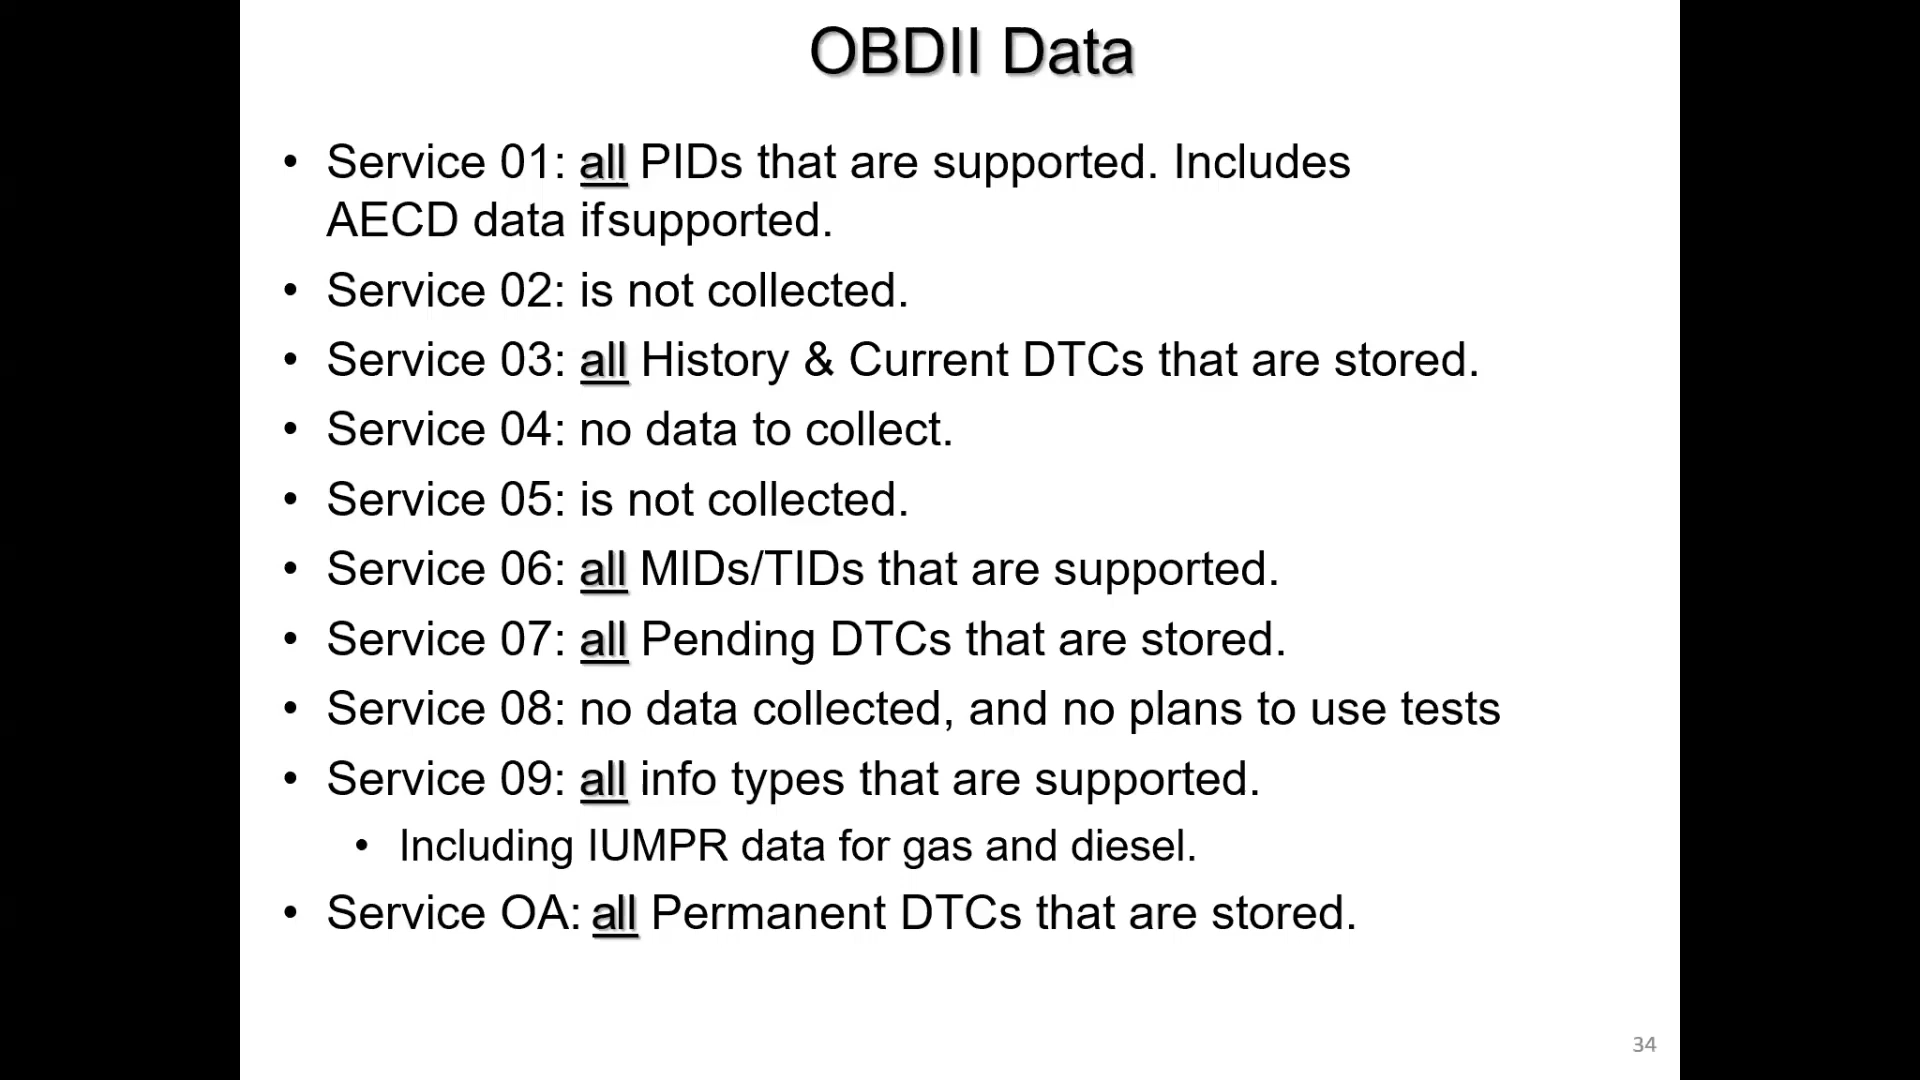 OBDII Data
• Service 01: all PIDs that are supported. Includes
AECD data ifsupported.
• Service 02: is not collected.
• Service 03: all History & Current DTCs that are stored.
• Service 04: no data to collect.
• Service 05: is not collected.
• Service 06: all MIDs/TIDs that are supported.
• Service 07: all Pending DTCs that are stored.
• Service 08: no data collected, and no plans to use tests
• Service 09: all info types that are supported.
• Including IUMPR data for gas and diesel.
• Service OA: all Permanent DTCs that are stored.
34